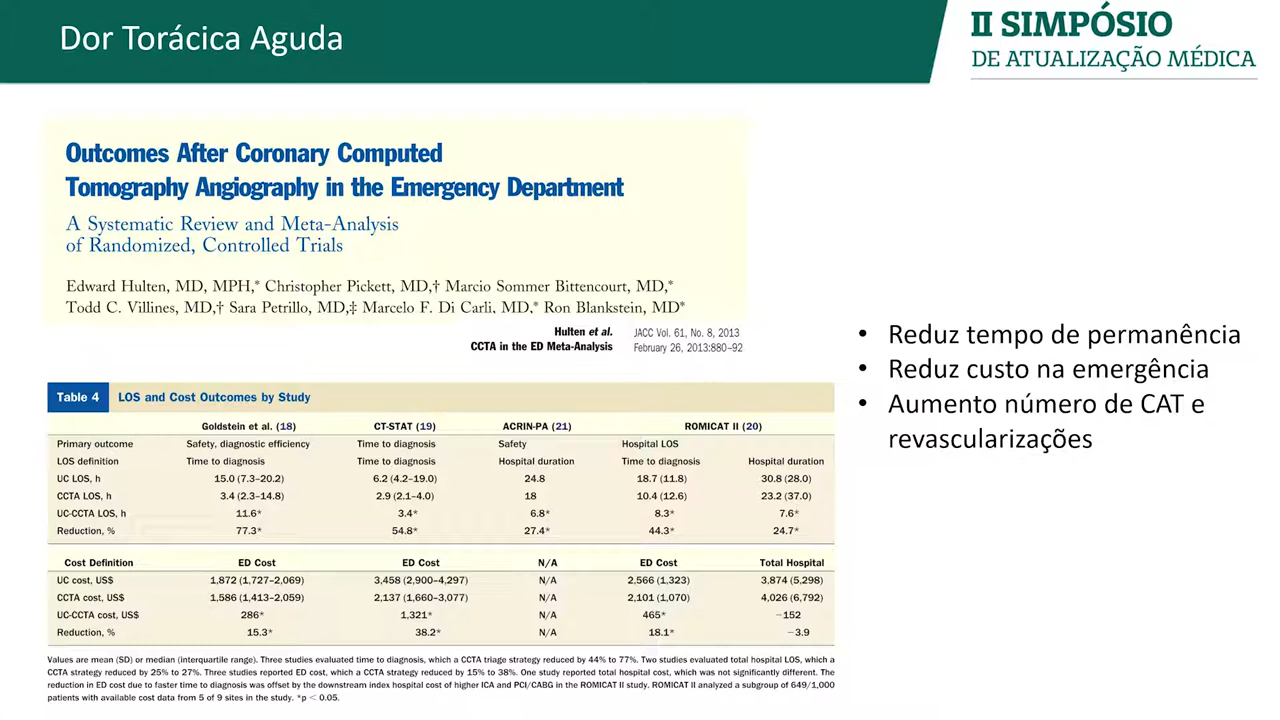 Dor Torácica Aguda
II SIMPÓSIO
DE ATUALIZAÇÃO MÉDICA
Outcomes After Coronary Computed
Tomography Angiography in the Emergency Department
A Systematic Review and Meta-Analysis
of Randomized, Controlled Trials
Edward Hulten, MD, MPH,* Christopher Pickett, MD,† Marcio Sommer Bittencourt, MD,*
Todd C. Villines, MD,† Sara Petrillo, MD,‡ Marcelo F. Di Carli, MD,* Ron Blankstein, MD*
Hulten et al. JACC Vol. 61, No. 8, 2013
CCTA in the ED Meta-Analysis February 26, 2013:880–92
Table 4 LOS and Cost Outcomes by Study
Goldstein et al. (18) CT-STAT (19) ACRIN-PA (21) ROMICAT II (20)
Primary outcome Safety, diagnostic efficiency Time to diagnosis Safety Hospital LOS
LOS definition Time to diagnosis Time to diagnosis Hospital duration Time to diagnosis Hospital duration
UC LOS, h 15.0 (7.3–20.2) 6.2 (4.2–19.0) 24.8 18.7 (11.8) 30.8 (28.0)
CCTA LOS, h 3.4 (2.3–14.8) 2.9 (2.1–4.0) 18 10.4 (12.6) 23.2 (37.0)
UC-CCTA LOS, h 11.6* 3.4* 6.8* 8.3* 7.6*
Reduction, % 77.3* 54.8* 27.4* 44.3* 24.7*
Cost Definition ED Cost ED Cost N/A ED Cost Total Hospital
UC cost, US$ 1,872 (1,727–2,069) 3,458 (2,900–4,297) N/A 2,566 (1,323) 3,874 (5,298)
CCTA cost, US$ 1,586 (1,413–2,059) 2,137 (1,660–3,077) N/A 2,101 (1,070) 4,026 (6,792)
UC-CCTA cost, US$ 286* 1,321* N/A 465* −152
Reduction, % 15.3* 38.2* N/A 18.1* −3.9
Values are mean (SD) or median (interquartile range). Three studies evaluated time to diagnosis, which a CCTA triage strategy reduced by 44% to 77%. Two studies evaluated total hospital LOS, which a
CCTA strategy reduced by 25% to 27%. Three studies reported ED cost, which a CCTA strategy reduced by 15% to 38%. One study reported total hospital cost, which was not significantly different. The
reduction in ED cost due to faster time to diagnosis was offset by the downstream index hospital cost of higher ICA and PCI/CABG in the ROMICAT II study. ROMICAT II analyzed a subgroup of 649/1,000
patients with available cost data from 5 of 9 sites in the study. *p < 0.05.
• Reduz tempo de permanência
• Reduz custo na emergência
• Aumento número de CAT e
revascularizações